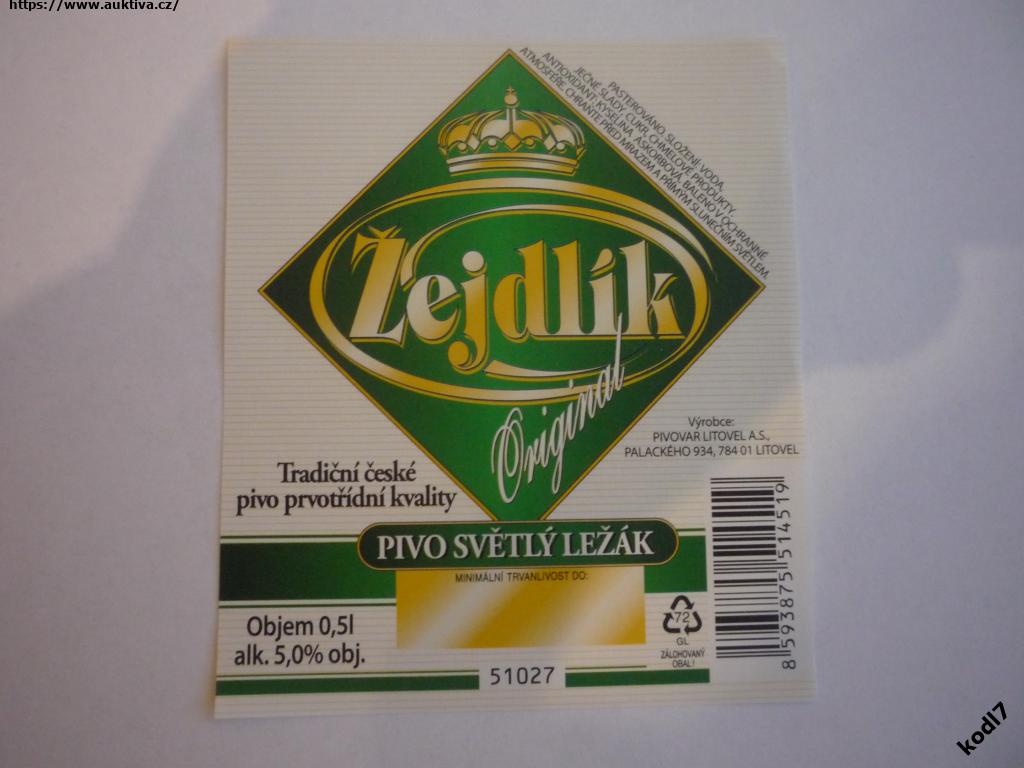 https://www.auktiva.cz/
PASTEROVÁNO. SLOŽENÍ: VODA,
JEČNÉ SLADY, CUKR, CHMELOVÉ PRODUKTY,
ANTIOXIDANT: KYSELINA ASKORBOVÁ. BALENO V OCHRANNÉ
ATMOSFÉŘE. CHRAŇTE PŘED MRAZEM A PŘÍMÝM SLUNEČNÍM SVĚTLEM.
Žejdlík
Original
Výrobce:
PIVOVAR LITOVEL A.S.,
PALACKÉHO 934, 784 01 LITOVEL
Tradiční české
pivo prvotřídní kvality
PIVO SVĚTLÝ LEŽÁK
MINIMÁLNÍ TRVANLIVOST DO:
Objem 0,5l
alk. 5,0% obj.
72
GL
ZÁLOHOVANÝ
OBAL!
51027
8 593875 514519
kodl7